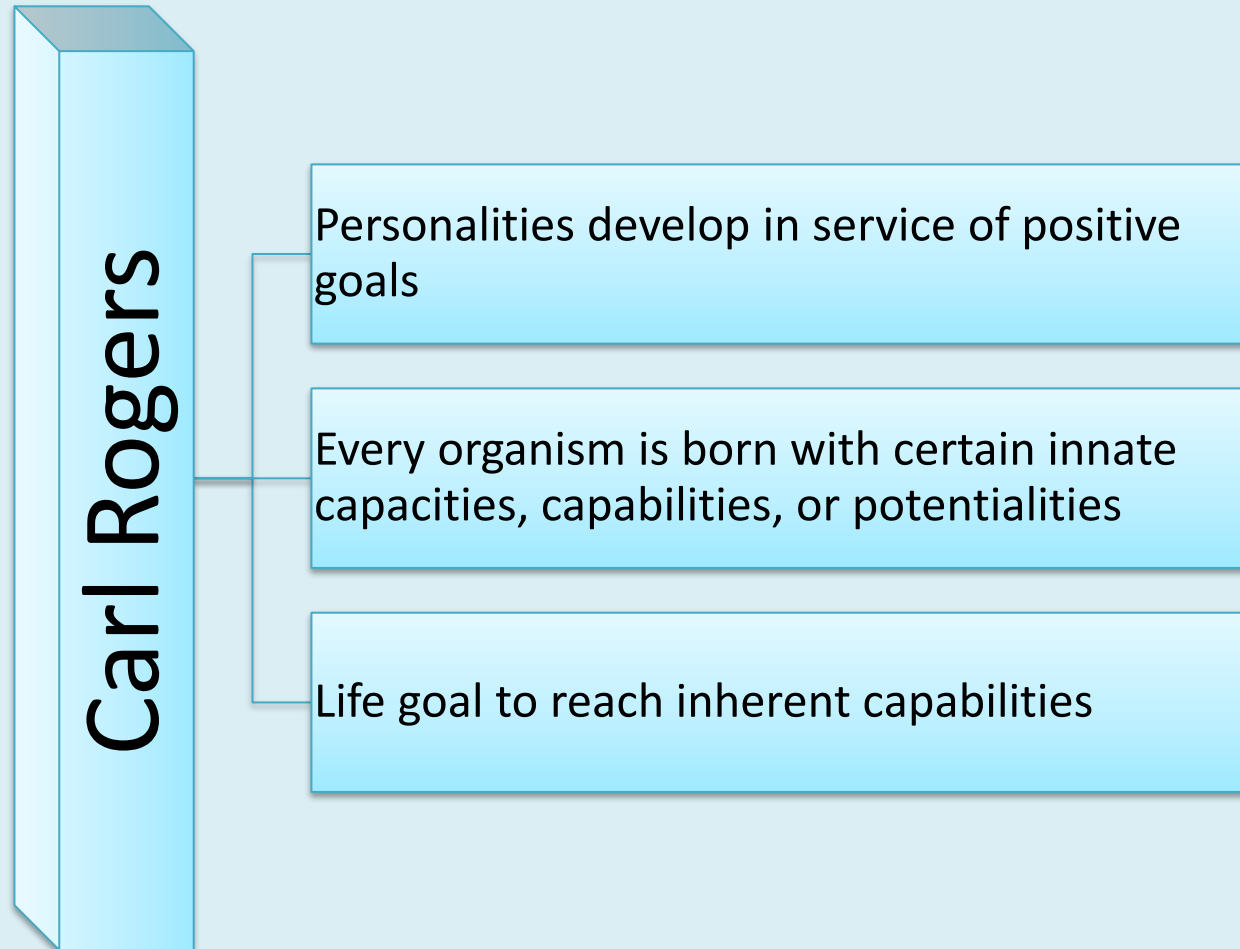 Carl Rogers
Personalities develop in service of positive
goals
Every organism is born with certain innate
capacities, capabilities, or potentialities
Life goal to reach inherent capabilities